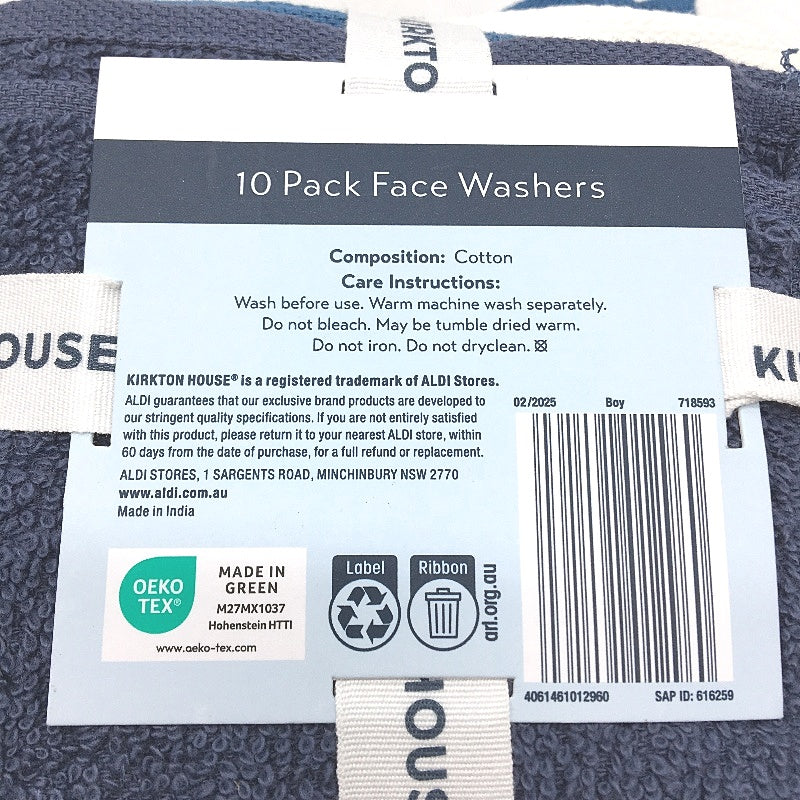 KIRKTO
10 Pack Face Washers
Composition: Cotton
Care Instructions:
Wash before use. Warm machine wash separately.
Do not bleach. May be tumble dried warm.
Do not iron. Do not dryclean.
OUSE
KI
KIRKTON HOUSE® is a registered trademark of ALDI Stores.
ALDI guarantees that our exclusive brand products are developed to
our stringent quality specifications. If you are not entirely satisfied
with this product, please return it to your nearest ALDI store, within
60 days from the date of purchase, for a full refund or replacement.
ALDI STORES, 1 SARGENTS ROAD, MINCHINBURY NSW 2770
www.aldi.com.au
Made in India
02/2025 Boy 718593
OEKO
TEX®
MADE IN
GREEN
M27MX1037
Hohenstein HTTI
www.oeko-tex.com
Label
Ribbon
arl.org.au
4061461012960 SAP ID: 616259
HOUS